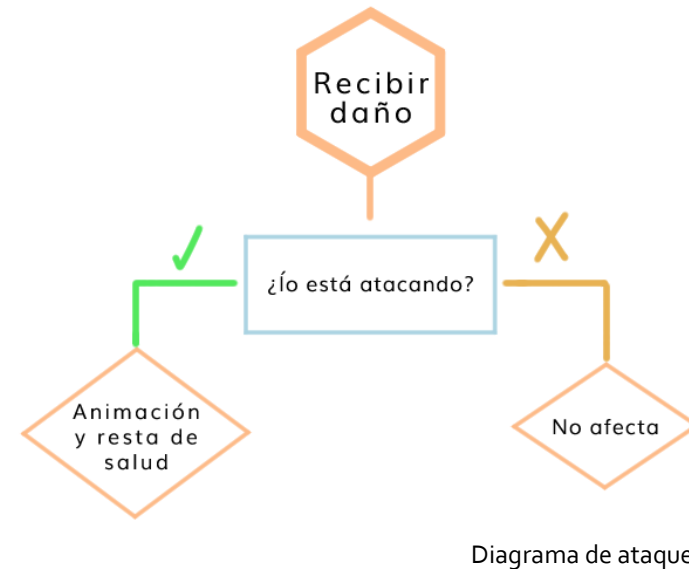 Recibir
daño
¿Ío está atacando?
Animación
y resta de
salud
No afecta
Diagrama de ataque